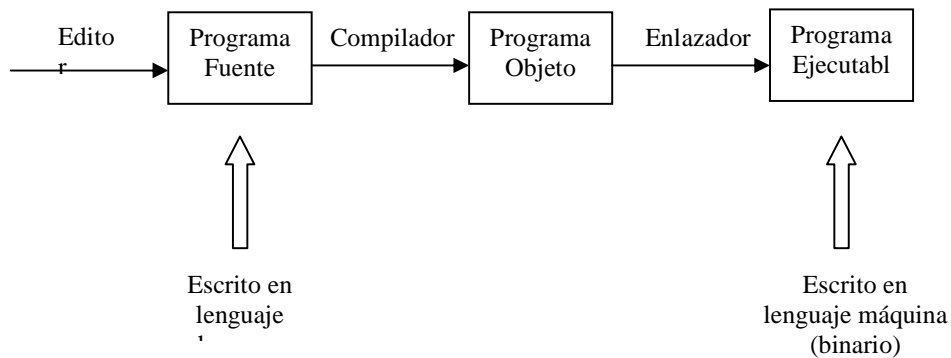 Edito
r
Programa
Fuente
Compilador
Programa
Objeto
Enlazador
Programa
Ejecutabl
Escrito en
lenguaje
Escrito en
lenguaje máquina
(binario)